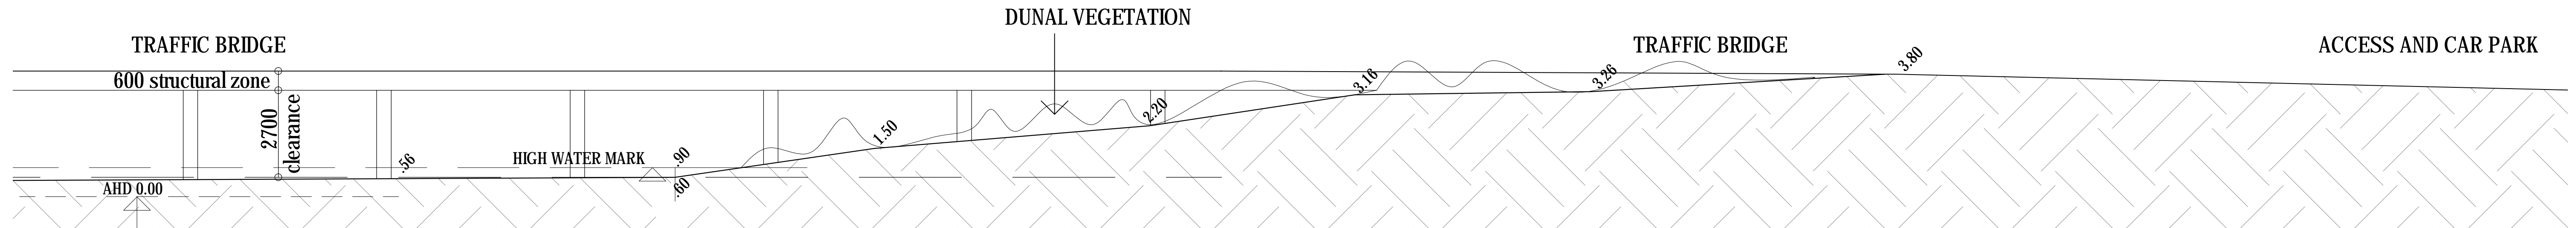 DUNAL VEGETATION
TRAFFIC BRIDGE
TRAFFIC BRIDGE
3.80
ACCESS AND CAR PARK
600 structural zone
2700
clearance
3.16
3.26
2.20
1.50
.56
HIGH WATER MARK
.90
.60
AHD 0.00